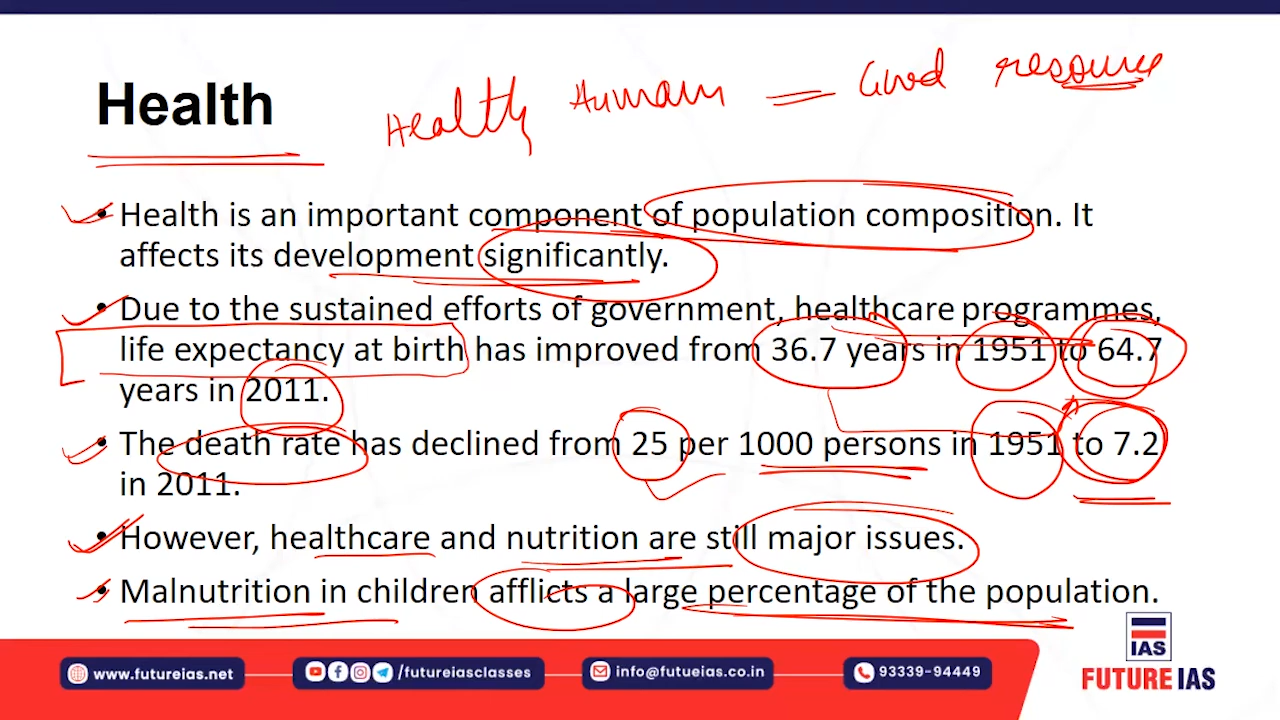 Health
Healthy Human = Good resource
• Health is an important component of population composition. It
affects its development significantly.
• Due to the sustained efforts of government, healthcare programmes,
life expectancy at birth has improved from 36.7 years in 1951 to 64.7
years in 2011.
• The death rate has declined from 25 per 1000 persons in 1951 to 7.2
in 2011.
• However, healthcare and nutrition are still major issues.
• Malnutrition in children afflicts a large percentage of the population.
IAS
www.futureias.net
/futureiasclasses
info@futueias.co.in
93339-94449
FUTURE IAS